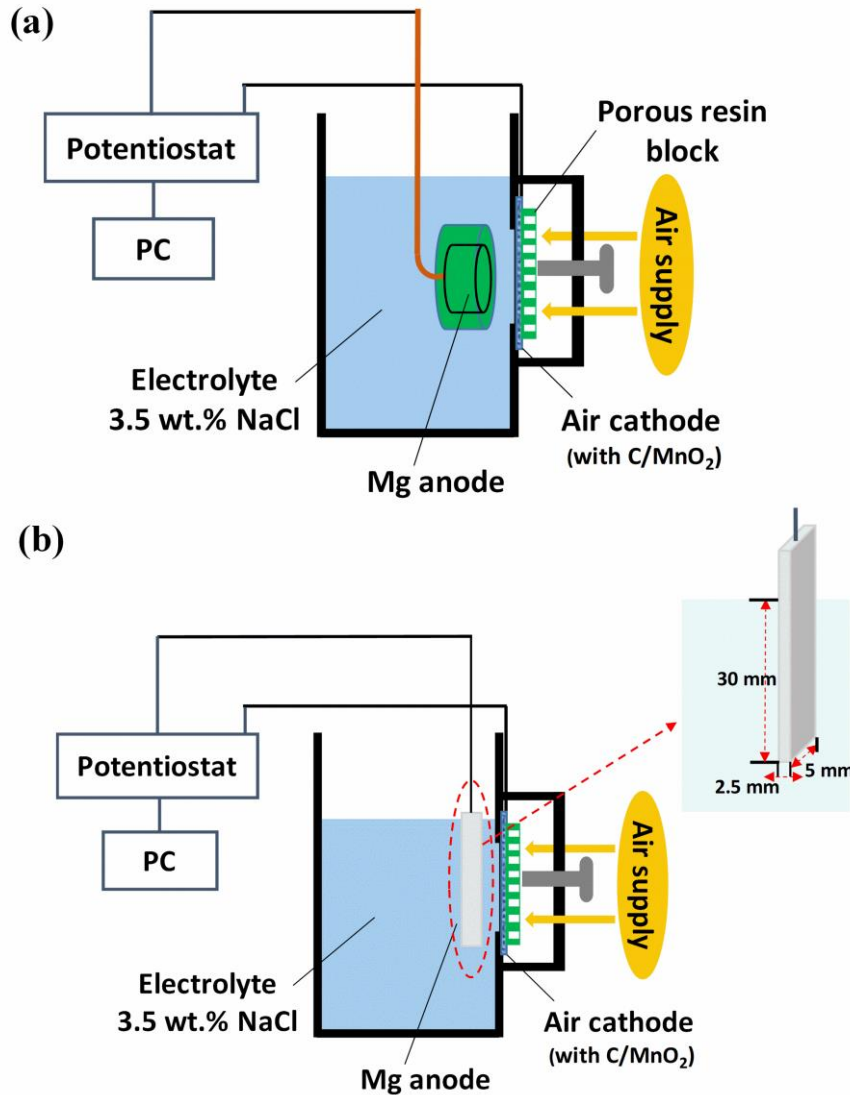 (a)
Potentiostat
PC
Porous resin
block
Air supply
Electrolyte
3.5 wt.% NaCl
Mg anode
Air cathode
(with C/MnO₂)
(b)
30 mm
2.5 mm
5 mm
Potentiostat
PC
Air supply
Electrolyte
3.5 wt.% NaCl
Mg anode
Air cathode
(with C/MnO₂)